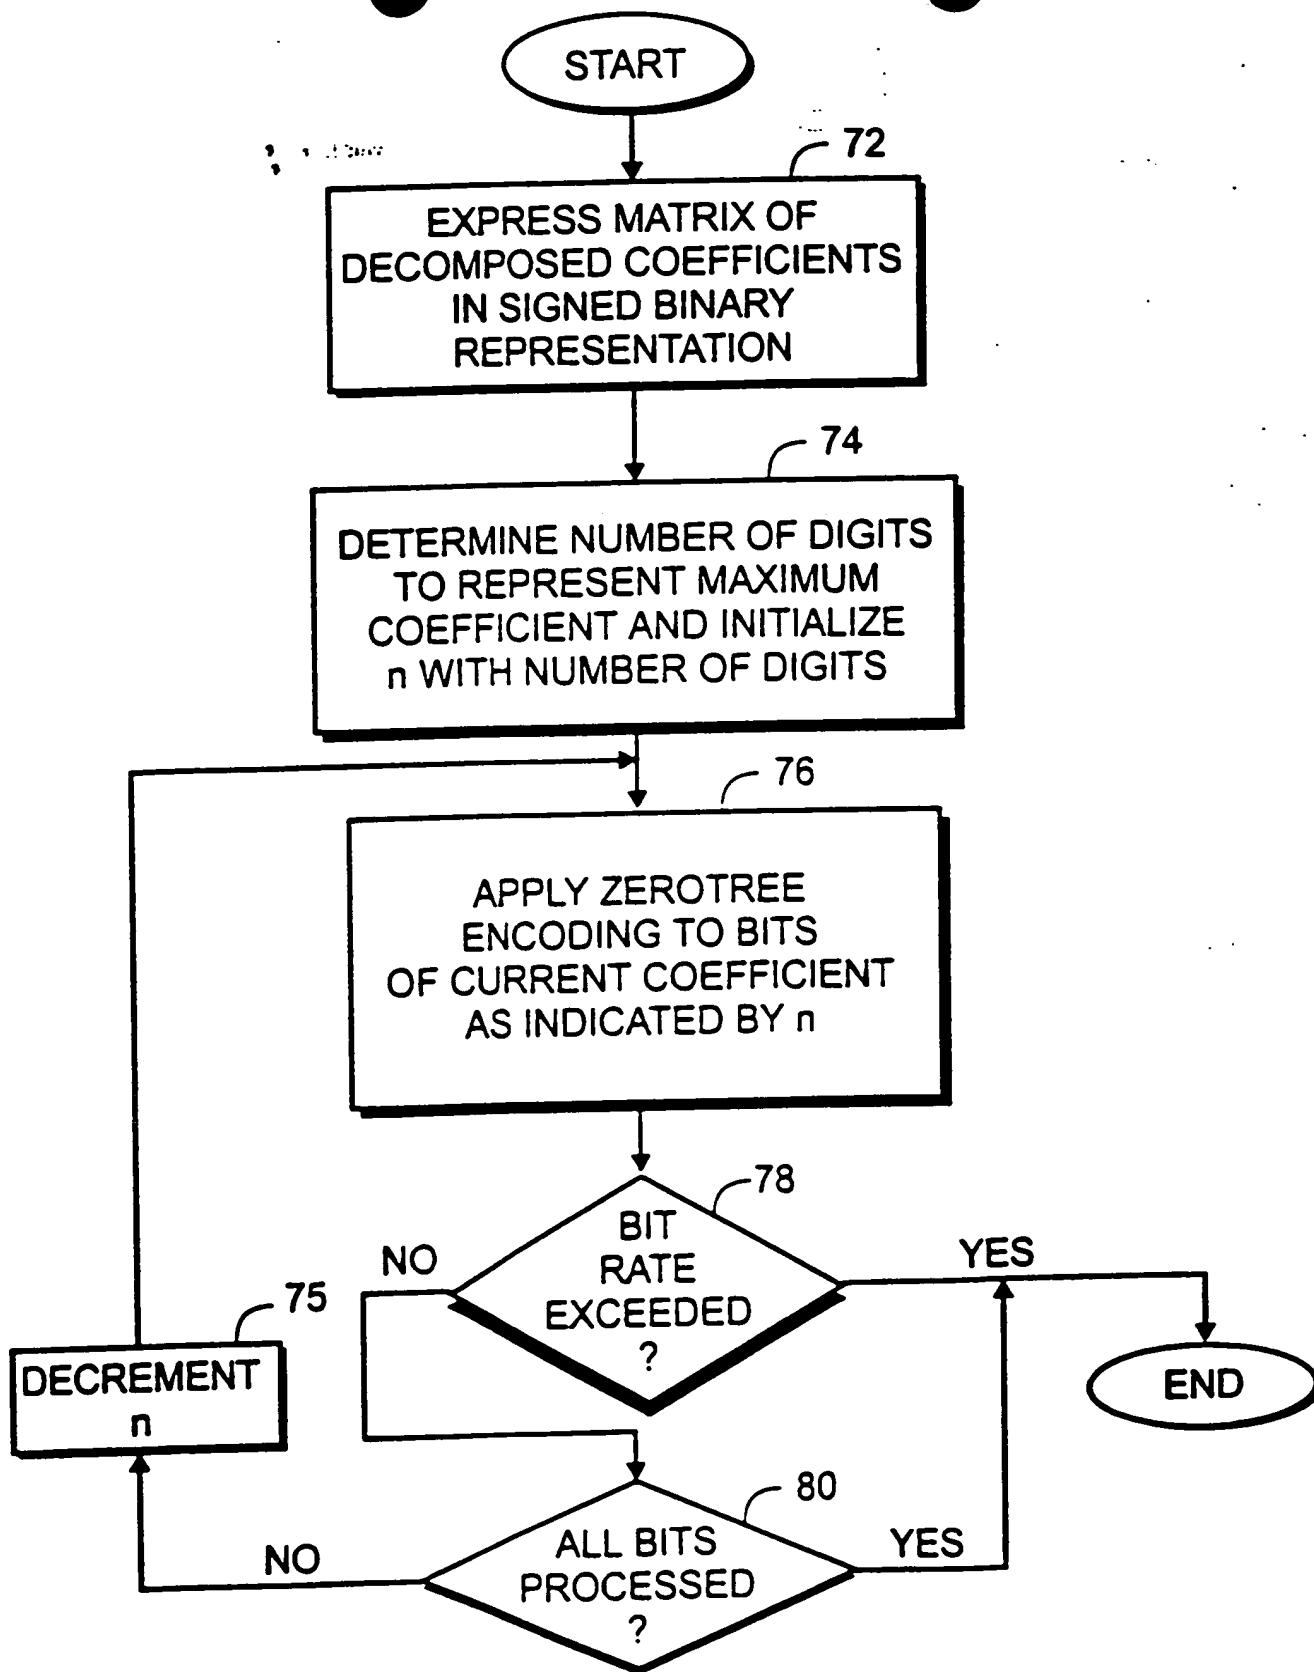 START
72
EXPRESS MATRIX OF
DECOMPOSED COEFFICIENTS
IN SIGNED BINARY
REPRESENTATION
74
DETERMINE NUMBER OF DIGITS
TO REPRESENT MAXIMUM
COEFFICIENT AND INITIALIZE
n WITH NUMBER OF DIGITS
76
APPLY ZEROTREE
ENCODING TO BITS
OF CURRENT COEFFICIENT
AS INDICATED BY n
78
BIT
RATE
EXCEEDED
?
NO
YES
75
DECREMENT
n
END
80
ALL BITS
PROCESSED
?
NO
YES